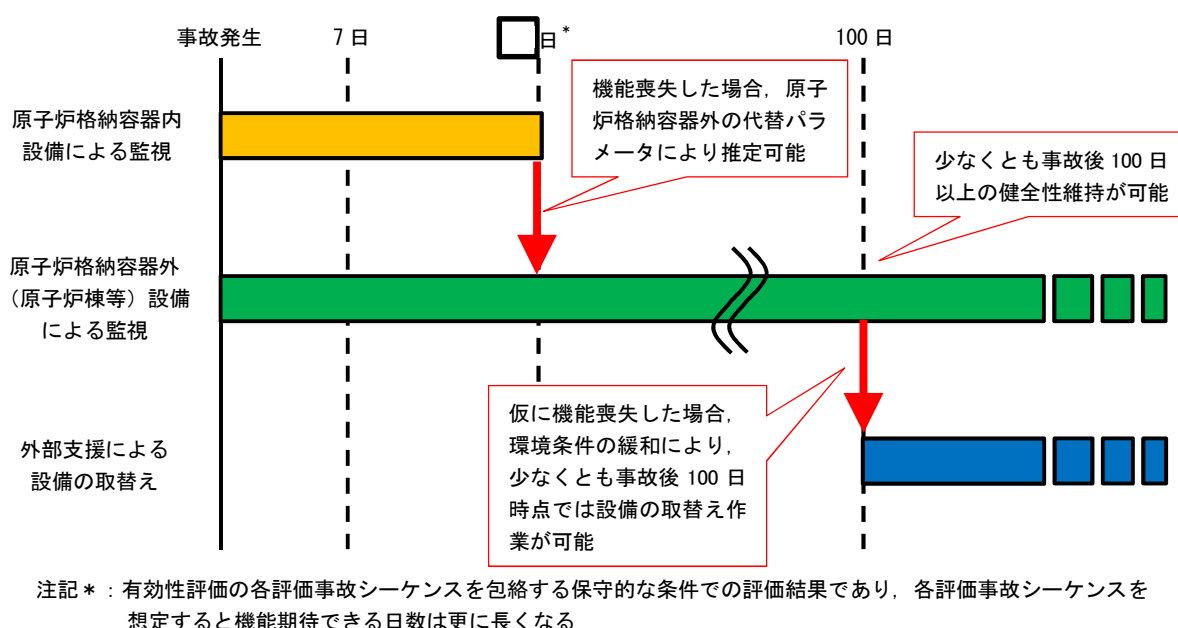 事故発生
7日
日*
100日
機能喪失した場合，原子
炉格納容器外の代替パラ
メータにより推定可能
原子炉格納容器内
設備による監視
少なくとも事故後 100 日
以上の健全性維持が可能
原子炉格納容器外
（原子炉棟等）設備
による監視
仮に機能喪失した場合，
環境条件の緩和により，
少なくとも事故後 100 日
時点では設備の取替え作
業が可能
外部支援による
設備の取替え
注記＊：有効性評価の各評価事故シーケンスを包絡する保守的な条件での評価結果であり，各評価事故シーケンスを
想定すると機能期待できる日数は更に長くなる